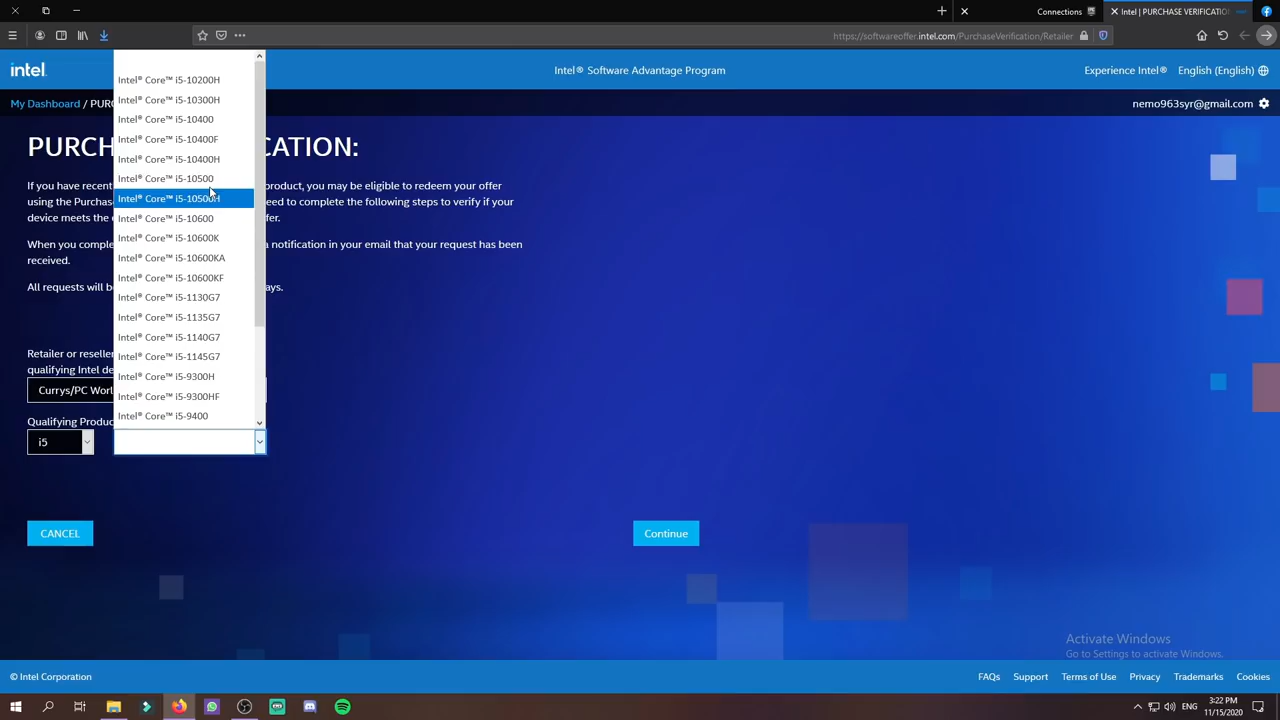 Connections
Intel | PURCHASE VERIFICATIO
https://softwareoffer.intel.com/PurchaseVerification/Retailer
intel.
Intel® Software Advantage Program
Experience Intel® English (English)
My Dashboard / PURC
nemo963syr@gmail.com
PURCH CATION:
If you have recent product, you may be eligible to redeem your offer
using the Purchas eed to complete the following steps to verify if your
device meets the fer.
When you comple a notification in your email that your request has been
received.
All requests will b ays.
Intel® Core™ i5-10200H
Intel® Core™ i5-10300H
Intel® Core™ i5-10400
Intel® Core™ i5-10400F
Intel® Core™ i5-10400H
Intel® Core™ i5-10500
Intel® Core™ i5-10500H
Intel® Core™ i5-10600
Intel® Core™ i5-10600K
Intel® Core™ i5-10600KA
Intel® Core™ i5-10600KF
Intel® Core™ i5-1130G7
Intel® Core™ i5-1135G7
Intel® Core™ i5-1140G7
Intel® Core™ i5-1145G7
Intel® Core™ i5-9300H
Intel® Core™ i5-9300HF
Intel® Core™ i5-9400
Retailer or reselle
qualifying Intel de
Currys/PC Worl
Qualifying Produc
i5
CANCEL
Continue
Activate Windows
Go to Settings to activate Windows.
© Intel Corporation
FAQs Support Terms of Use Privacy Trademarks Cookies
ENG
3:22 PM
11/15/2020